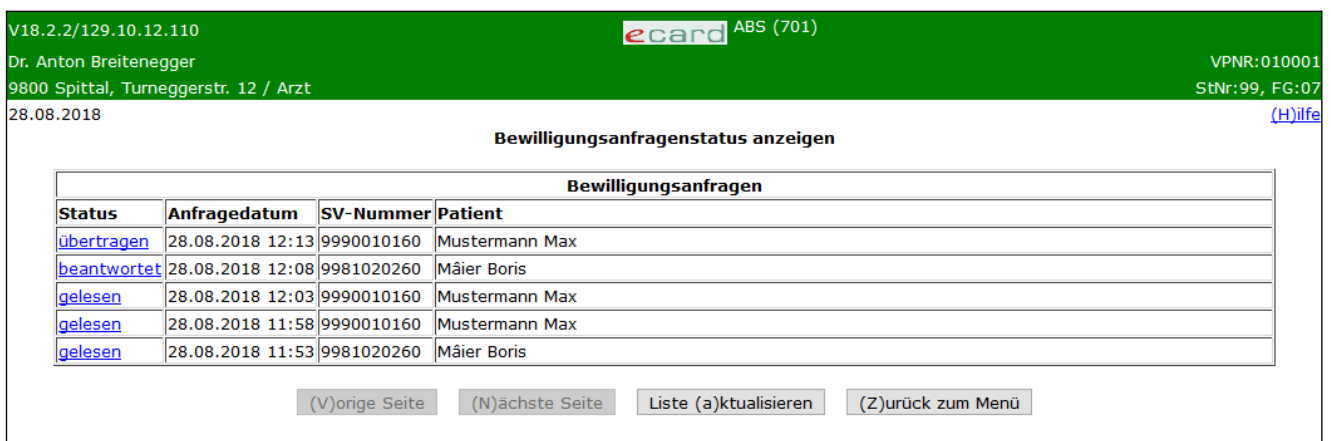 V18.2.2/129.10.12.110 ecard ABS (701)
Dr. Anton Breitenegger VPNR:010001
9800 Spittal, Turneggerstr. 12 / Arzt StNr:99, FG:07
28.08.2018 (H)ilfe
Bewilligungsanfragenstatus anzeigen
Bewilligungsanfragen
Status Anfragedatum SV-Nummer Patient
übertragen 28.08.2018 12:13 9990010160 Mustermann Max
beantwortet 28.08.2018 12:08 9981020260 Mâier Boris
gelesen 28.08.2018 12:03 9990010160 Mustermann Max
gelesen 28.08.2018 11:58 9990010160 Mustermann Max
gelesen 28.08.2018 11:53 9981020260 Mâier Boris
(V)orige Seite (N)ächste Seite Liste (a)ktualisieren (Z)urück zum Menü